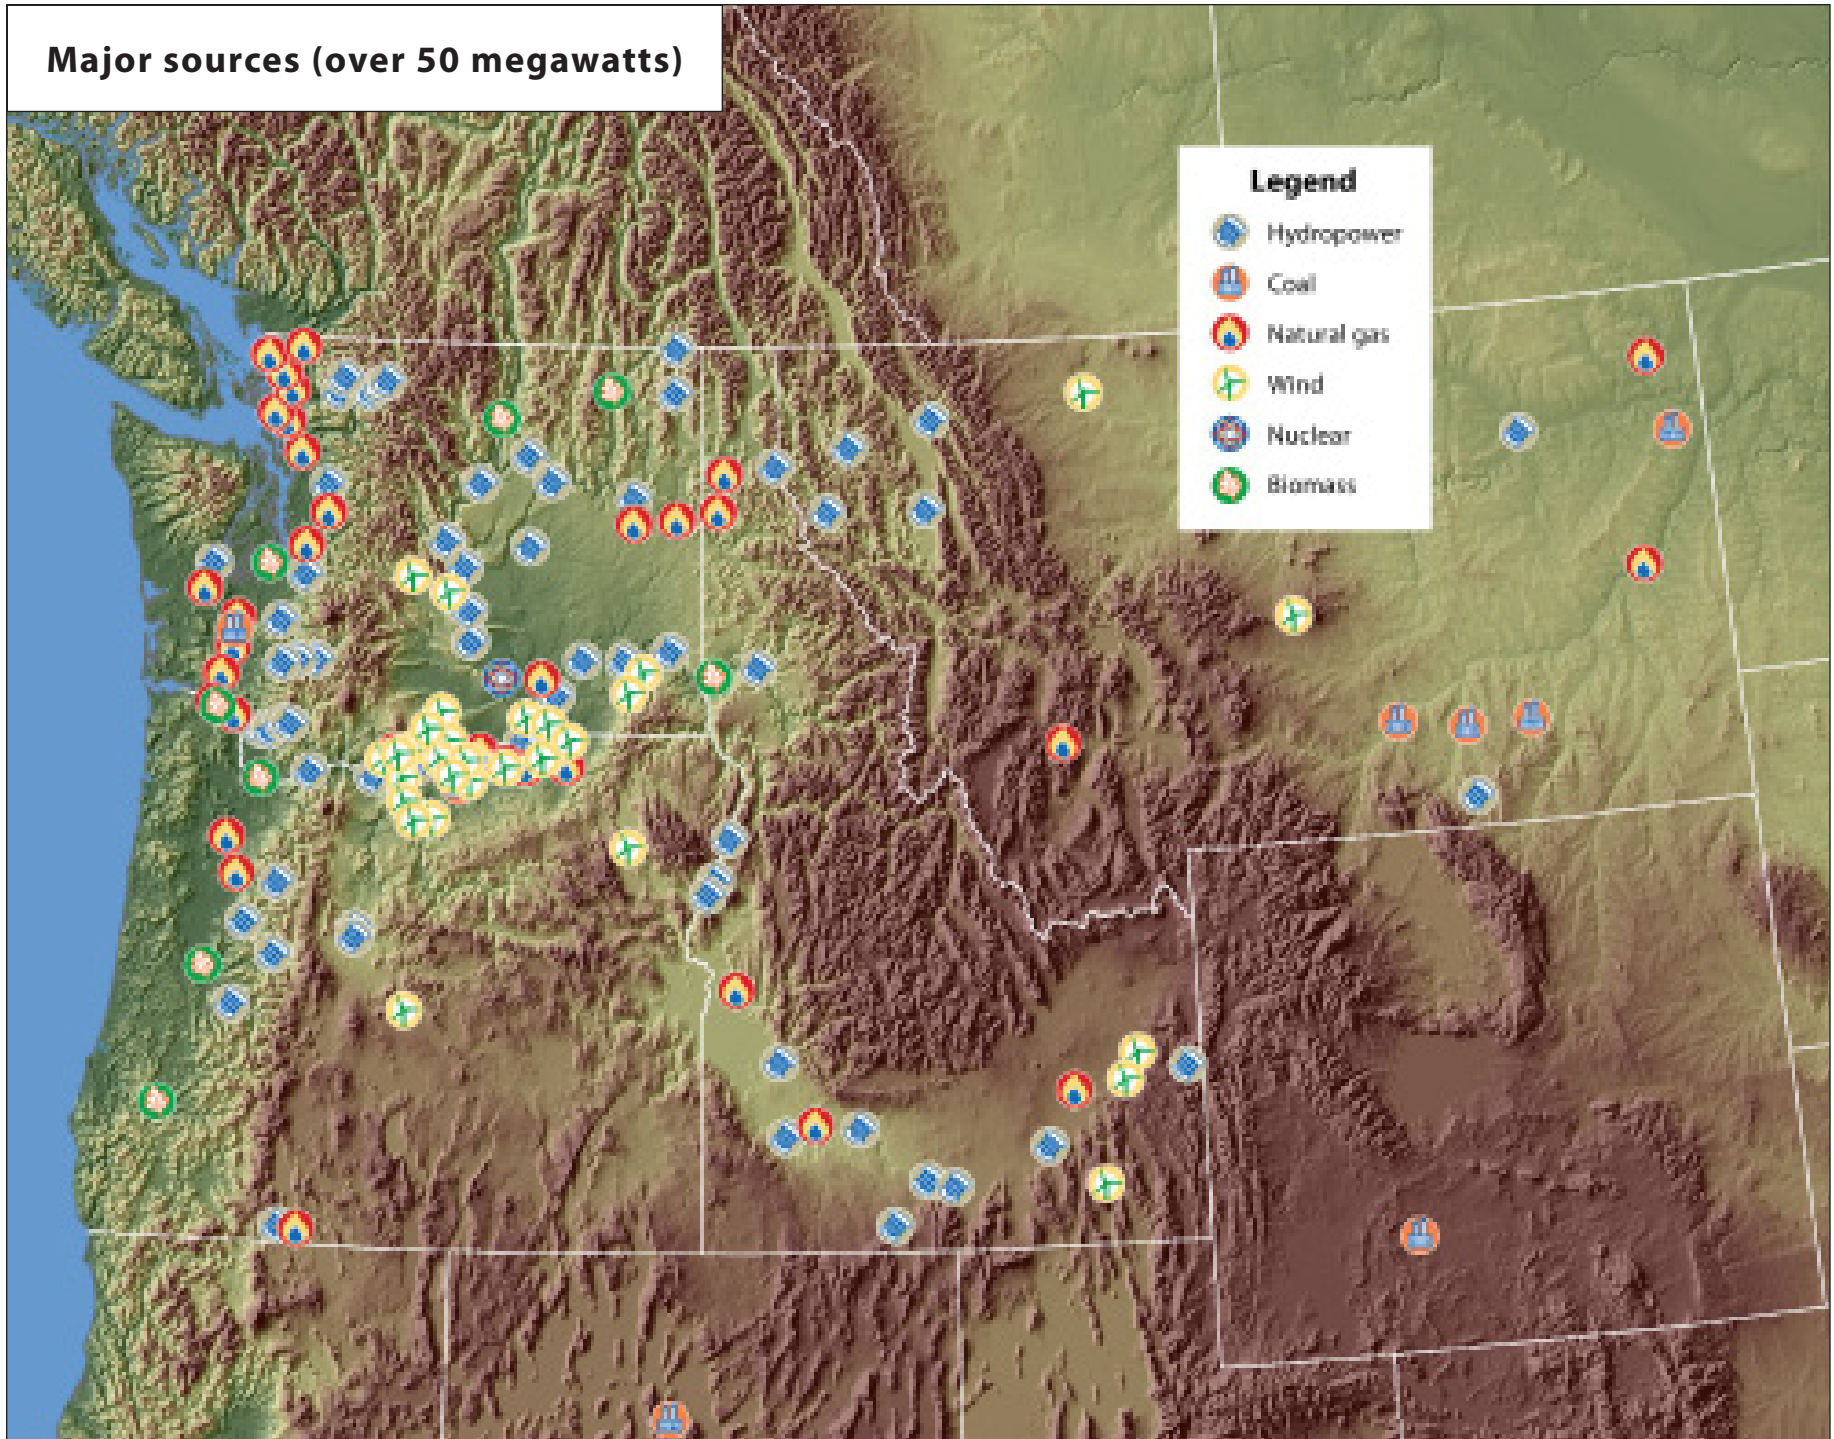 Major sources (over 50 megawatts)
Legend
Hydropower
Coal
Natural gas
Wind
Nuclear
Biomass